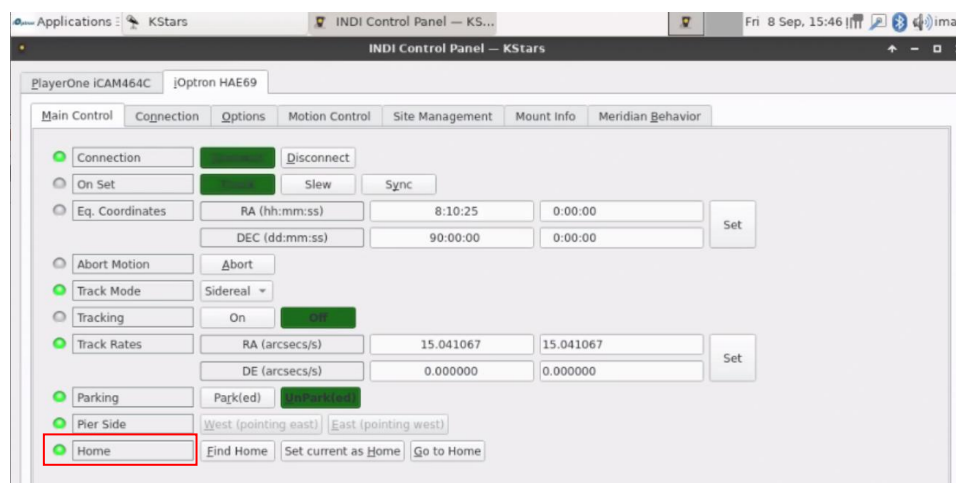 Applications KStars INDI Control Panel — KS... Fri 8 Sep, 15:46 ima
INDI Control Panel — KStars
PlayerOne iCAM464C iOptron HAE69
Main Control Connection Options Motion Control Site Management Mount Info Meridian Behavior
Connection Disconnect
On Set Slew Sync
Eq. Coordinates RA (hh:mm:ss) 8:10:25 0:00:00
Set
DEC (dd:mm:ss) 90:00:00 0:00:00
Abort Motion Abort
Track Mode Sidereal
Tracking On Off
Track Rates RA (arcsecs/s) 15.041067 15.041067
Set
DE (arcsecs/s) 0.000000 0.000000
Parking Park(ed) UnPark(ed)
Pier Side West (pointing east) East (pointing west)
Home Find Home Set current as Home Go to Home